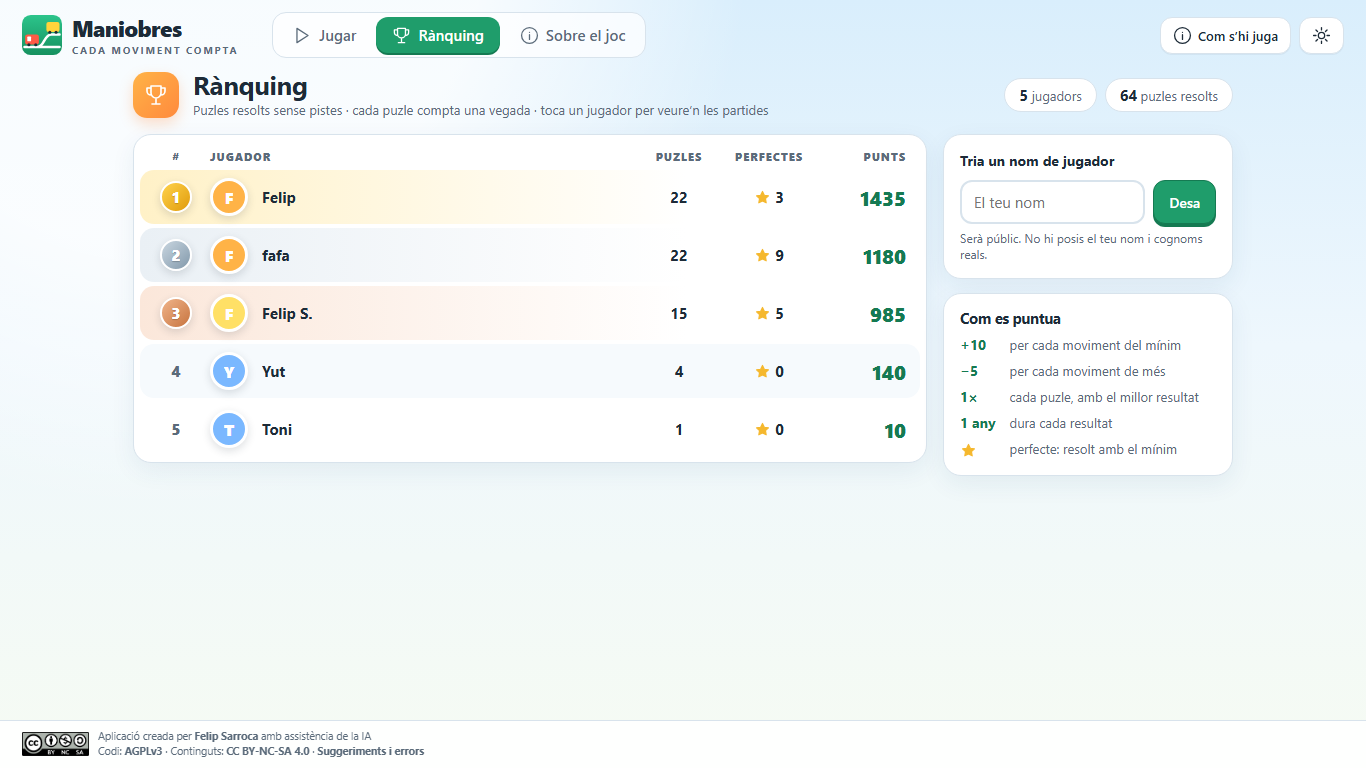 Maniobres
CADA MOVIMENT COMPTA
Jugar
Rànquing
Sobre el joc
Com s’hi juga
Rànquing
Puzles resolts sense pistes · cada puzle compta una vegada · toca un jugador per veure’n les partides
5 jugadors
64 puzles resolts
# JUGADOR PUZLES PERFECTES PUNTS
1 F Felip 22 3 1435
2 F fafa 22 9 1180
3 F Felip S. 15 5 985
4 Y Yut 4 0 140
5 T Toni 1 0 10
Tria un nom de jugador
El teu nom
Desa
Serà públic. No hi posis el teu nom i cognoms
reals.
Com es puntua
+10 per cada moviment del mínim
−5 per cada moviment de més
1× cada puzle, amb el millor resultat
1 any dura cada resultat
perfecte: resolt amb el mínim
cc BY NC SA
Aplicació creada per Felip Sarroca amb assistència de la IA
Codi: AGPLv3 · Continguts: CC BY-NC-SA 4.0 · Suggeriments i errors